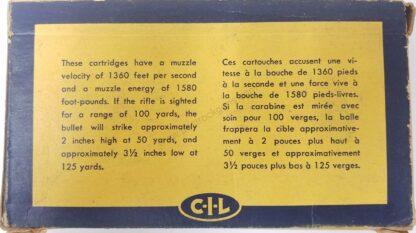 These cartridges have a muzzle
velocity of 1360 feet per second
and a muzzle energy of 1580
foot-pounds. If the rifle is sighted
for a range of 100 yards, the
bullet will strike approximately
2 inches high at 50 yards, and
approximately 3½ inches low at
125 yards.
Ces cartouches accusent une vi-
tesse à la bouche de 1360 pieds
à la seconde et une force vive à
la bouche de 1580 pieds-livres.
Si la carabine est mirée avec
soin pour 100 verges, la balle
frappera la cible approximative-
ment à 2 pouces plus haut à
50 verges et approximativement
3½ pouces plus bas à 125 verges.
C-I-L